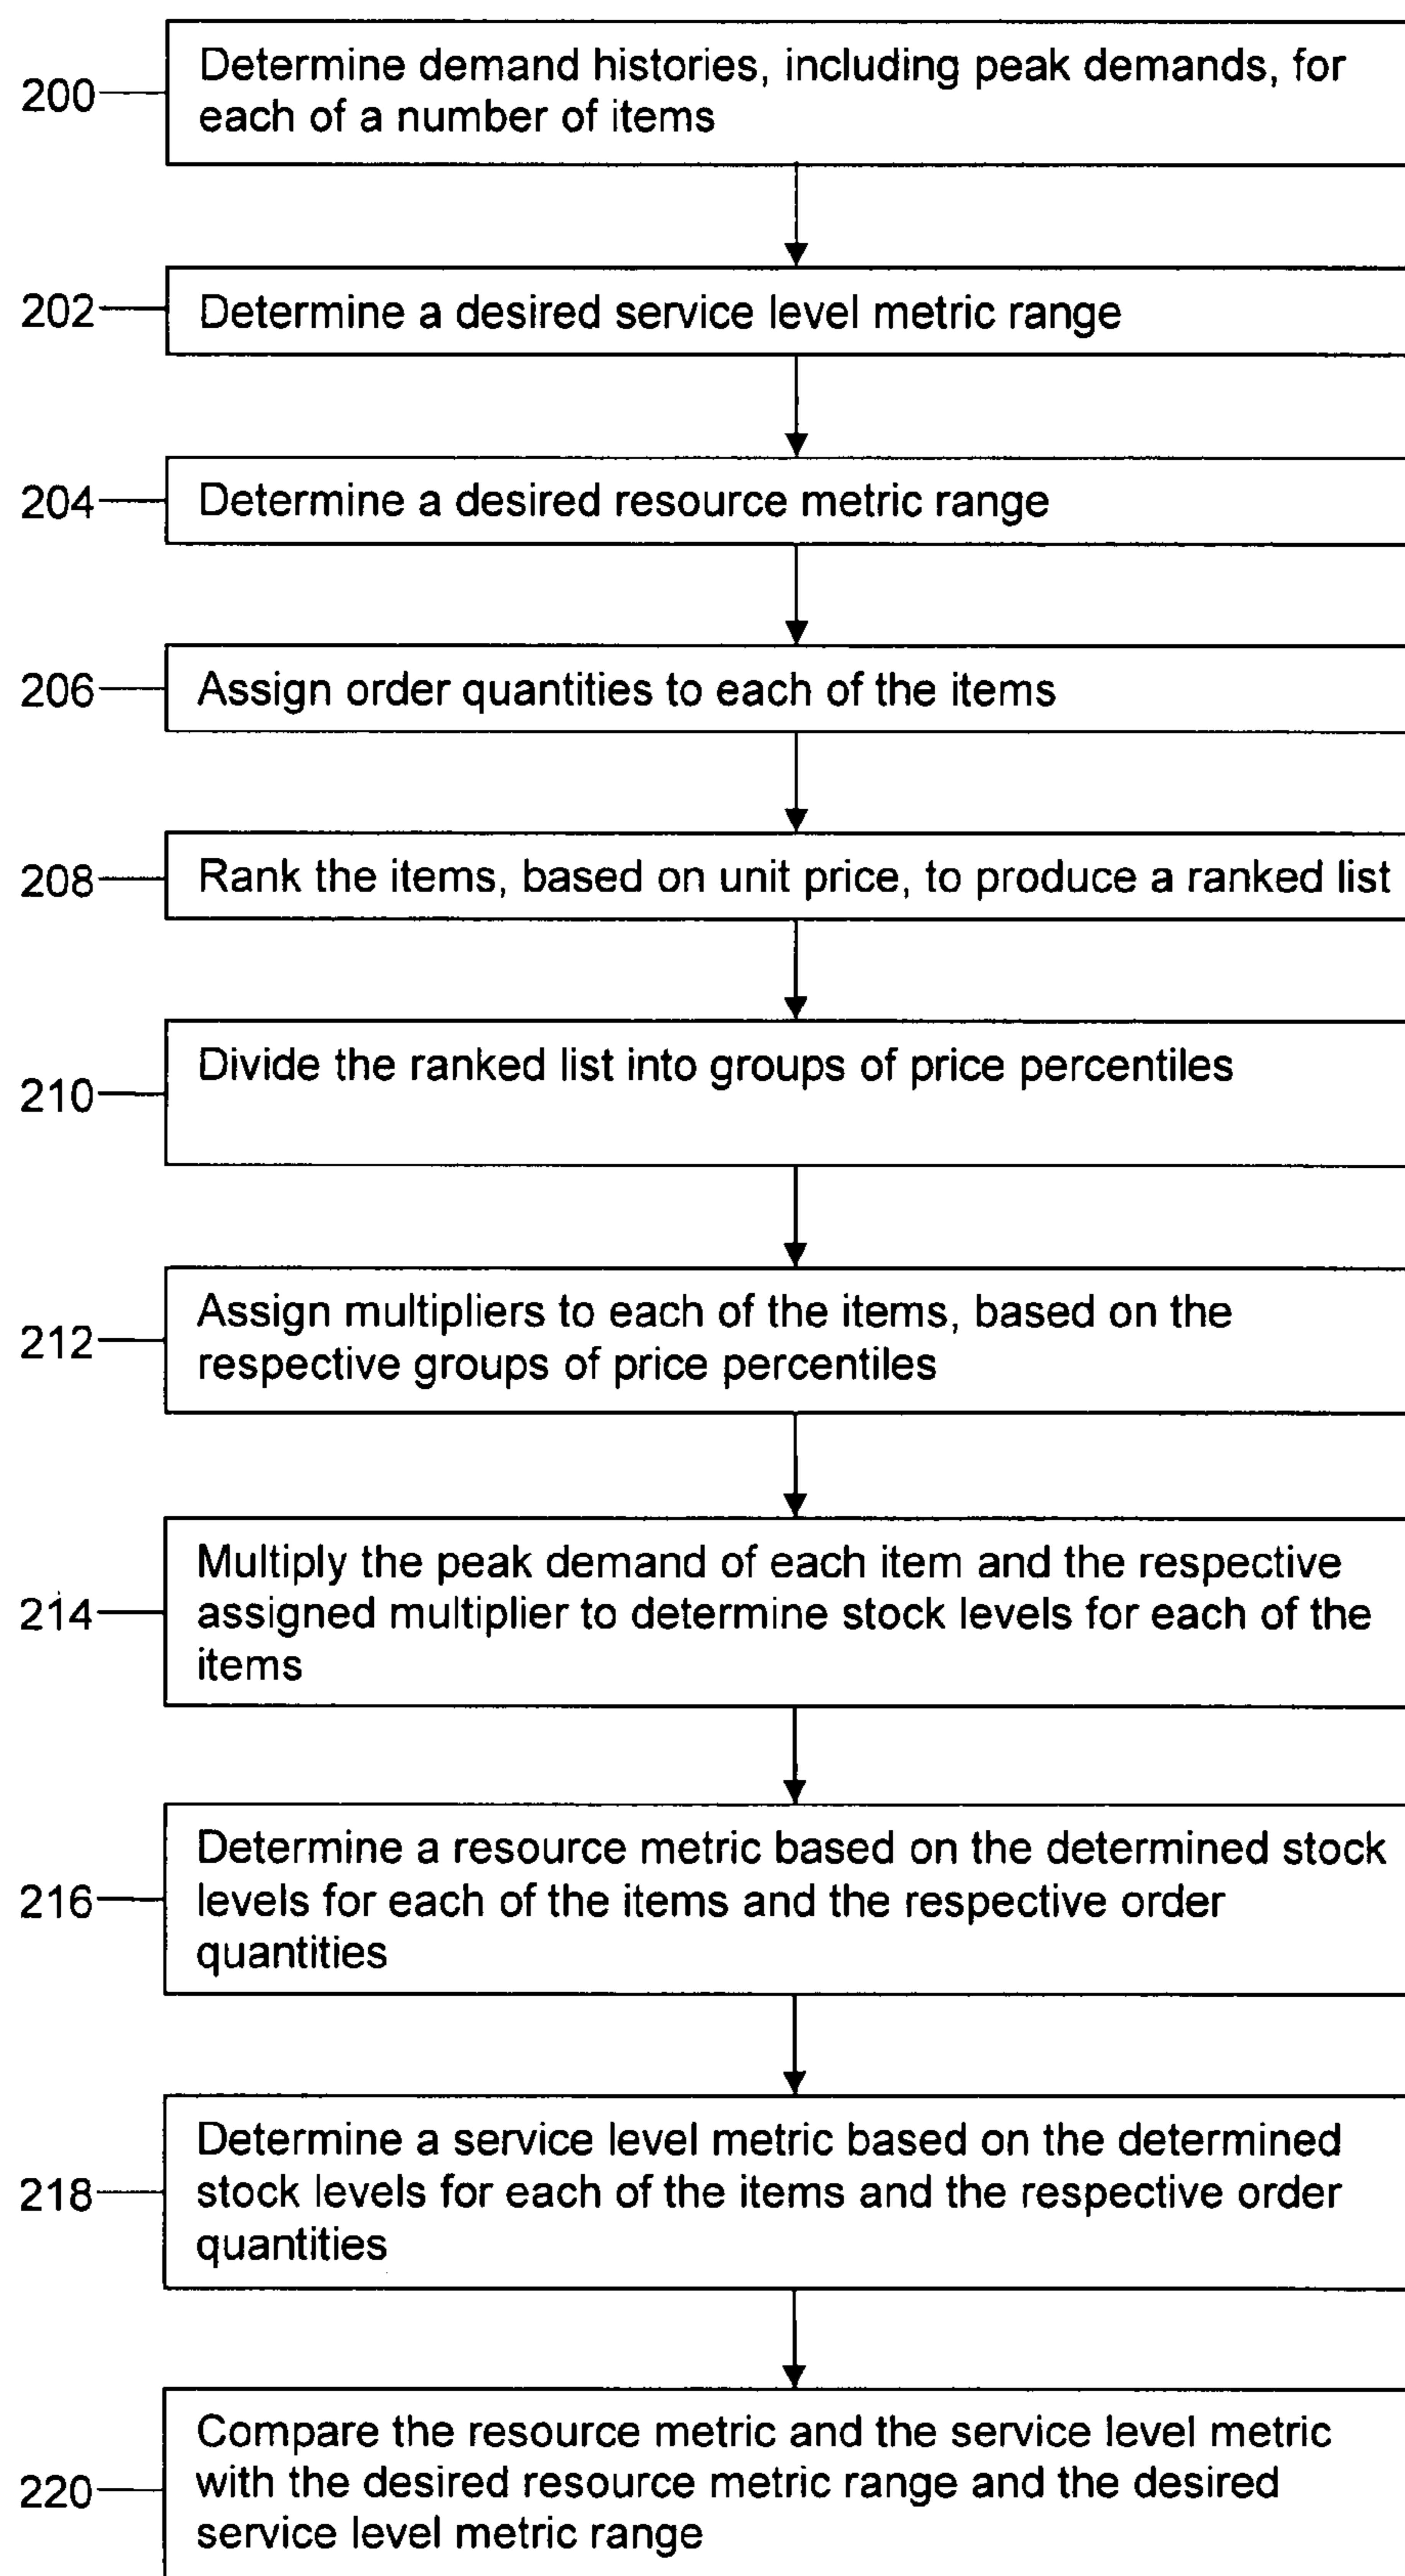 200
Determine demand histories, including peak demands, for
each of a number of items
202
Determine a desired service level metric range
204
Determine a desired resource metric range
206
Assign order quantities to each of the items
208
Rank the items, based on unit price, to produce a ranked list
210
Divide the ranked list into groups of price percentiles
212
Assign multipliers to each of the items, based on the
respective groups of price percentiles
214
Multiply the peak demand of each item and the respective
assigned multiplier to determine stock levels for each of the
items
216
Determine a resource metric based on the determined stock
levels for each of the items and the respective order
quantities
218
Determine a service level metric based on the determined
stock levels for each of the items and the respective order
quantities
220
Compare the resource metric and the service level metric
with the desired resource metric range and the desired
service level metric range